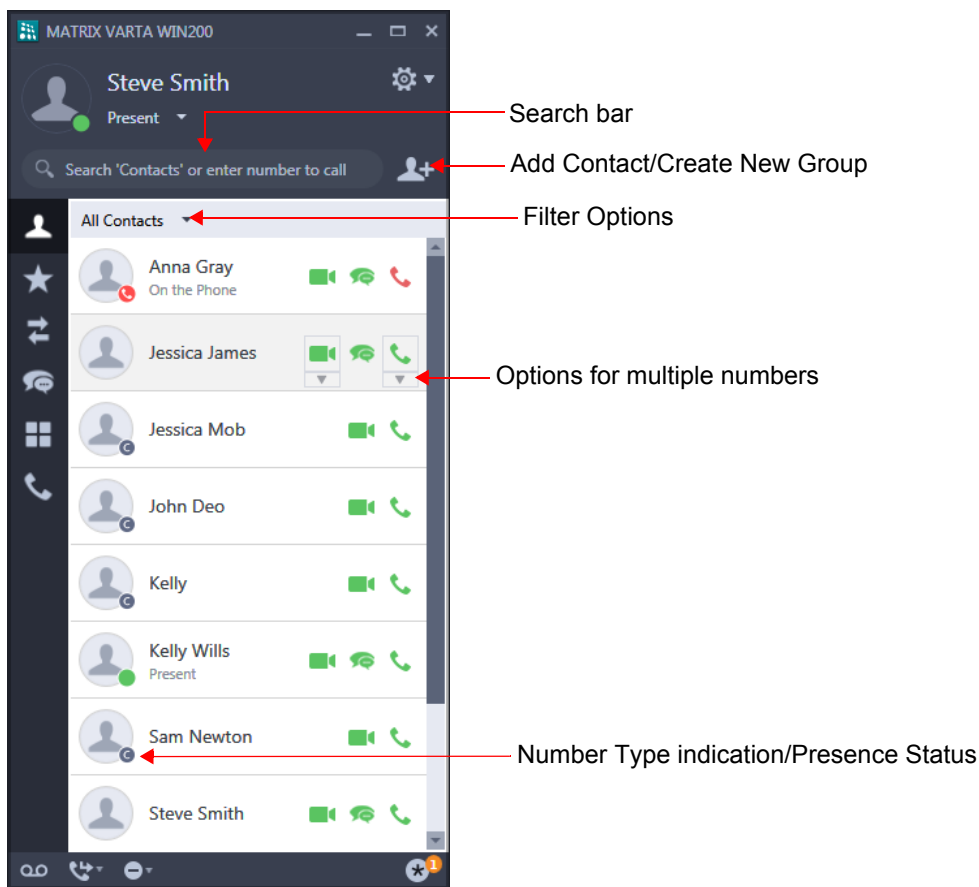 MATRIX VARTA WIN200
Steve Smith
Present
Search bar
Search 'Contacts' or enter number to call
Add Contact/Create New Group
All Contacts
Filter Options
Anna Gray
On the Phone
Jessica James
Options for multiple numbers
Jessica Mob
C
John Deo
C
Kelly
C
Kelly Wills
Present
Sam Newton
C
Number Type indication/Presence Status
Steve Smith
1